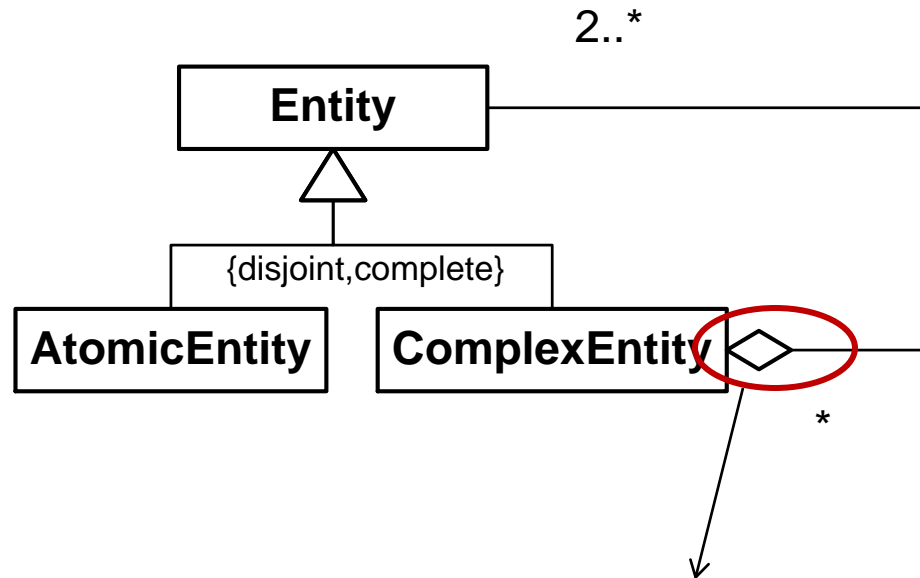 2..*
Entity
{disjoint,complete}
AtomicEntity
ComplexEntity
*